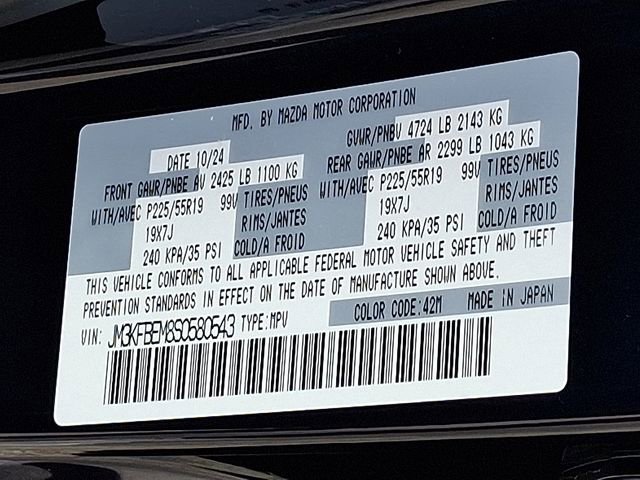 MFD. BY MAZDA MOTOR CORPORATION
DATE 10/24 GVWR/PNBV 4724 LB 2143 KG
FRONT GAWR/PNBE AV 2425 LB 1100 KG REAR GAWR/PNBE AR 2299 LB 1043 KG
WITH/AVEC P225/55R19 99V TIRES/PNEUS WITH/AVEC P225/55R19 99V TIRES/PNEUS
19X7J RIMS/JANTES 19X7J RIMS/JANTES
240 KPA/35 PSI COLD/A FROID 240 KPA/35 PSI COLD/A FROID
THIS VEHICLE CONFORMS TO ALL APPLICABLE FEDERAL MOTOR VEHICLE SAFETY AND THEFT
PREVENTION STANDARDS IN EFFECT ON THE DATE OF MANUFACTURE SHOWN ABOVE.
COLOR CODE:42M MADE IN JAPAN
VIN: JM3KFBEM8S0580543 TYPE:MPV